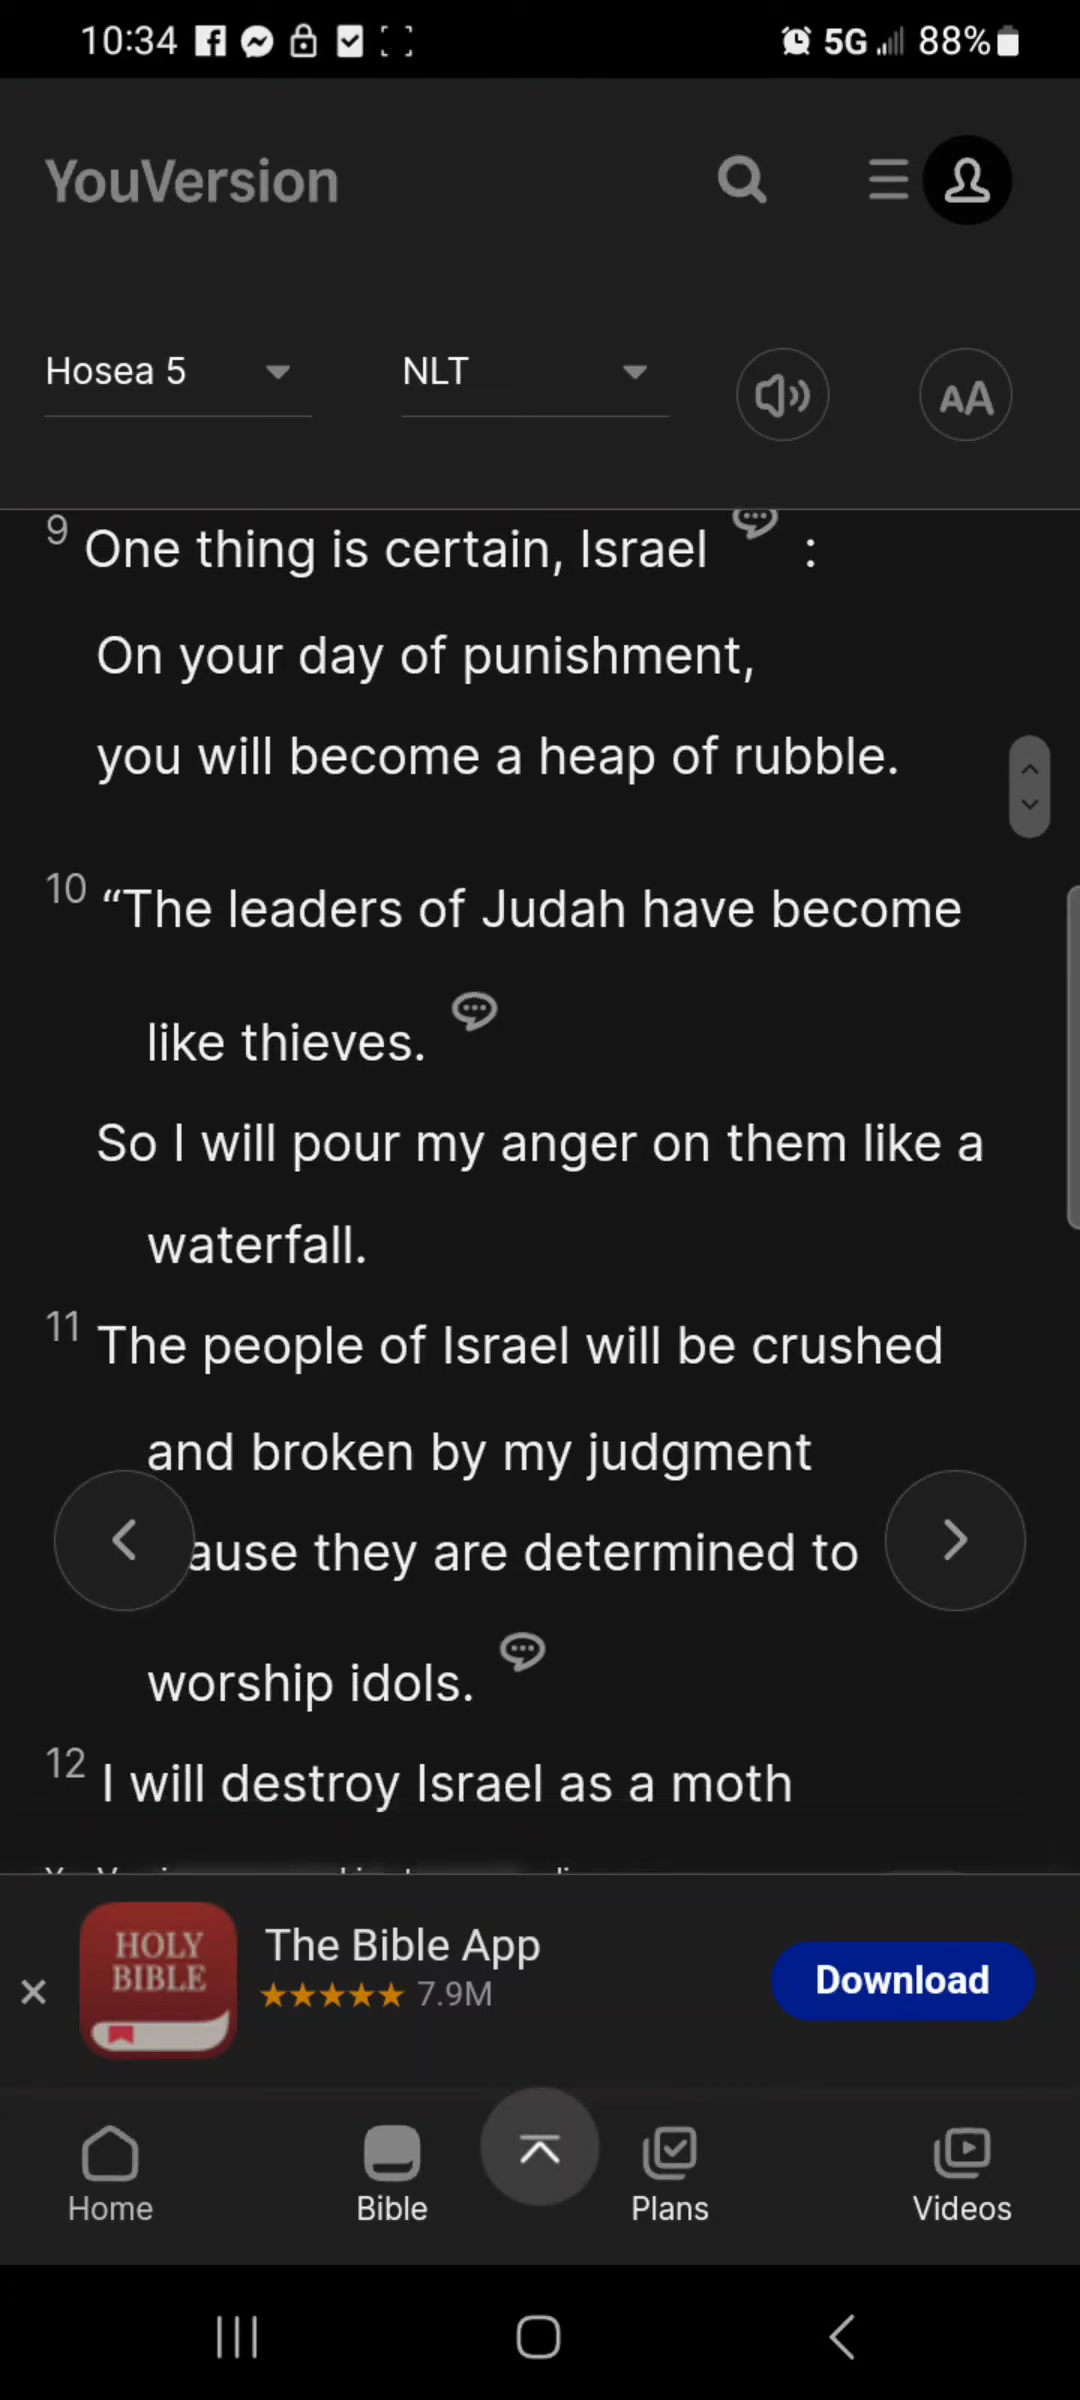 10:34 5G 88%
YouVersion
Hosea 5 NLT AA
9 One thing is certain, Israel :
On your day of punishment,
you will become a heap of rubble.
10 “The leaders of Judah have become
like thieves.
So I will pour my anger on them like a
waterfall.
11 The people of Israel will be crushed
and broken by my judgment
ause they are determined to
worship idols.
12 I will destroy Israel as a moth
HOLY
BIBLE
The Bible App
7.9M
Download
Home Bible Plans Videos